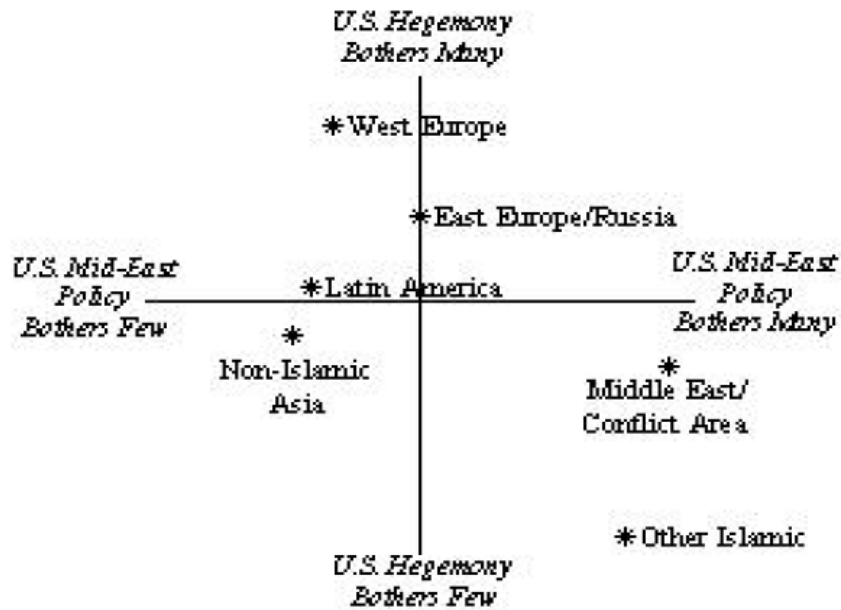 U.S. Hegemony
Bothers Many
* West Europe
* East Europe/Russia
U.S. Mid-East
Policy
Bothers Few
* Latin America
U.S. Mid-East
Policy
Bothers Many
*
Non-Islamic
Asia
*
Middle East/
Conflict Area
* Other Islamic
U.S. Hegemony
Bothers Few